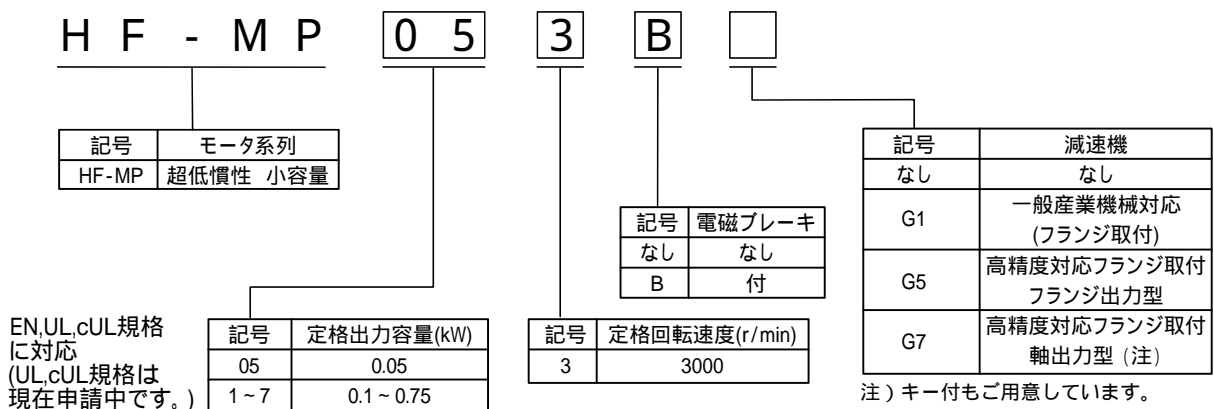 HF-MP 05 3 B
記号 モータ系列
HF-MP 超低慣性 小容量
記号 減速機
なし なし
G1 一般産業機械対応
(フランジ取付)
G5 高精度対応フランジ取付
フランジ出力型
G7 高精度対応フランジ取付
軸出力型（注）
注）キー付もご用意しています。
記号 電磁ブレーキ
なし なし
B 付
記号 定格回転速度(r/min)
3 3000
記号 定格出力容量(kW)
05 0.05
1～7 0.1～0.75
EN,UL,cUL規格
に対応
(UL,cUL規格は
現在申請中です。)